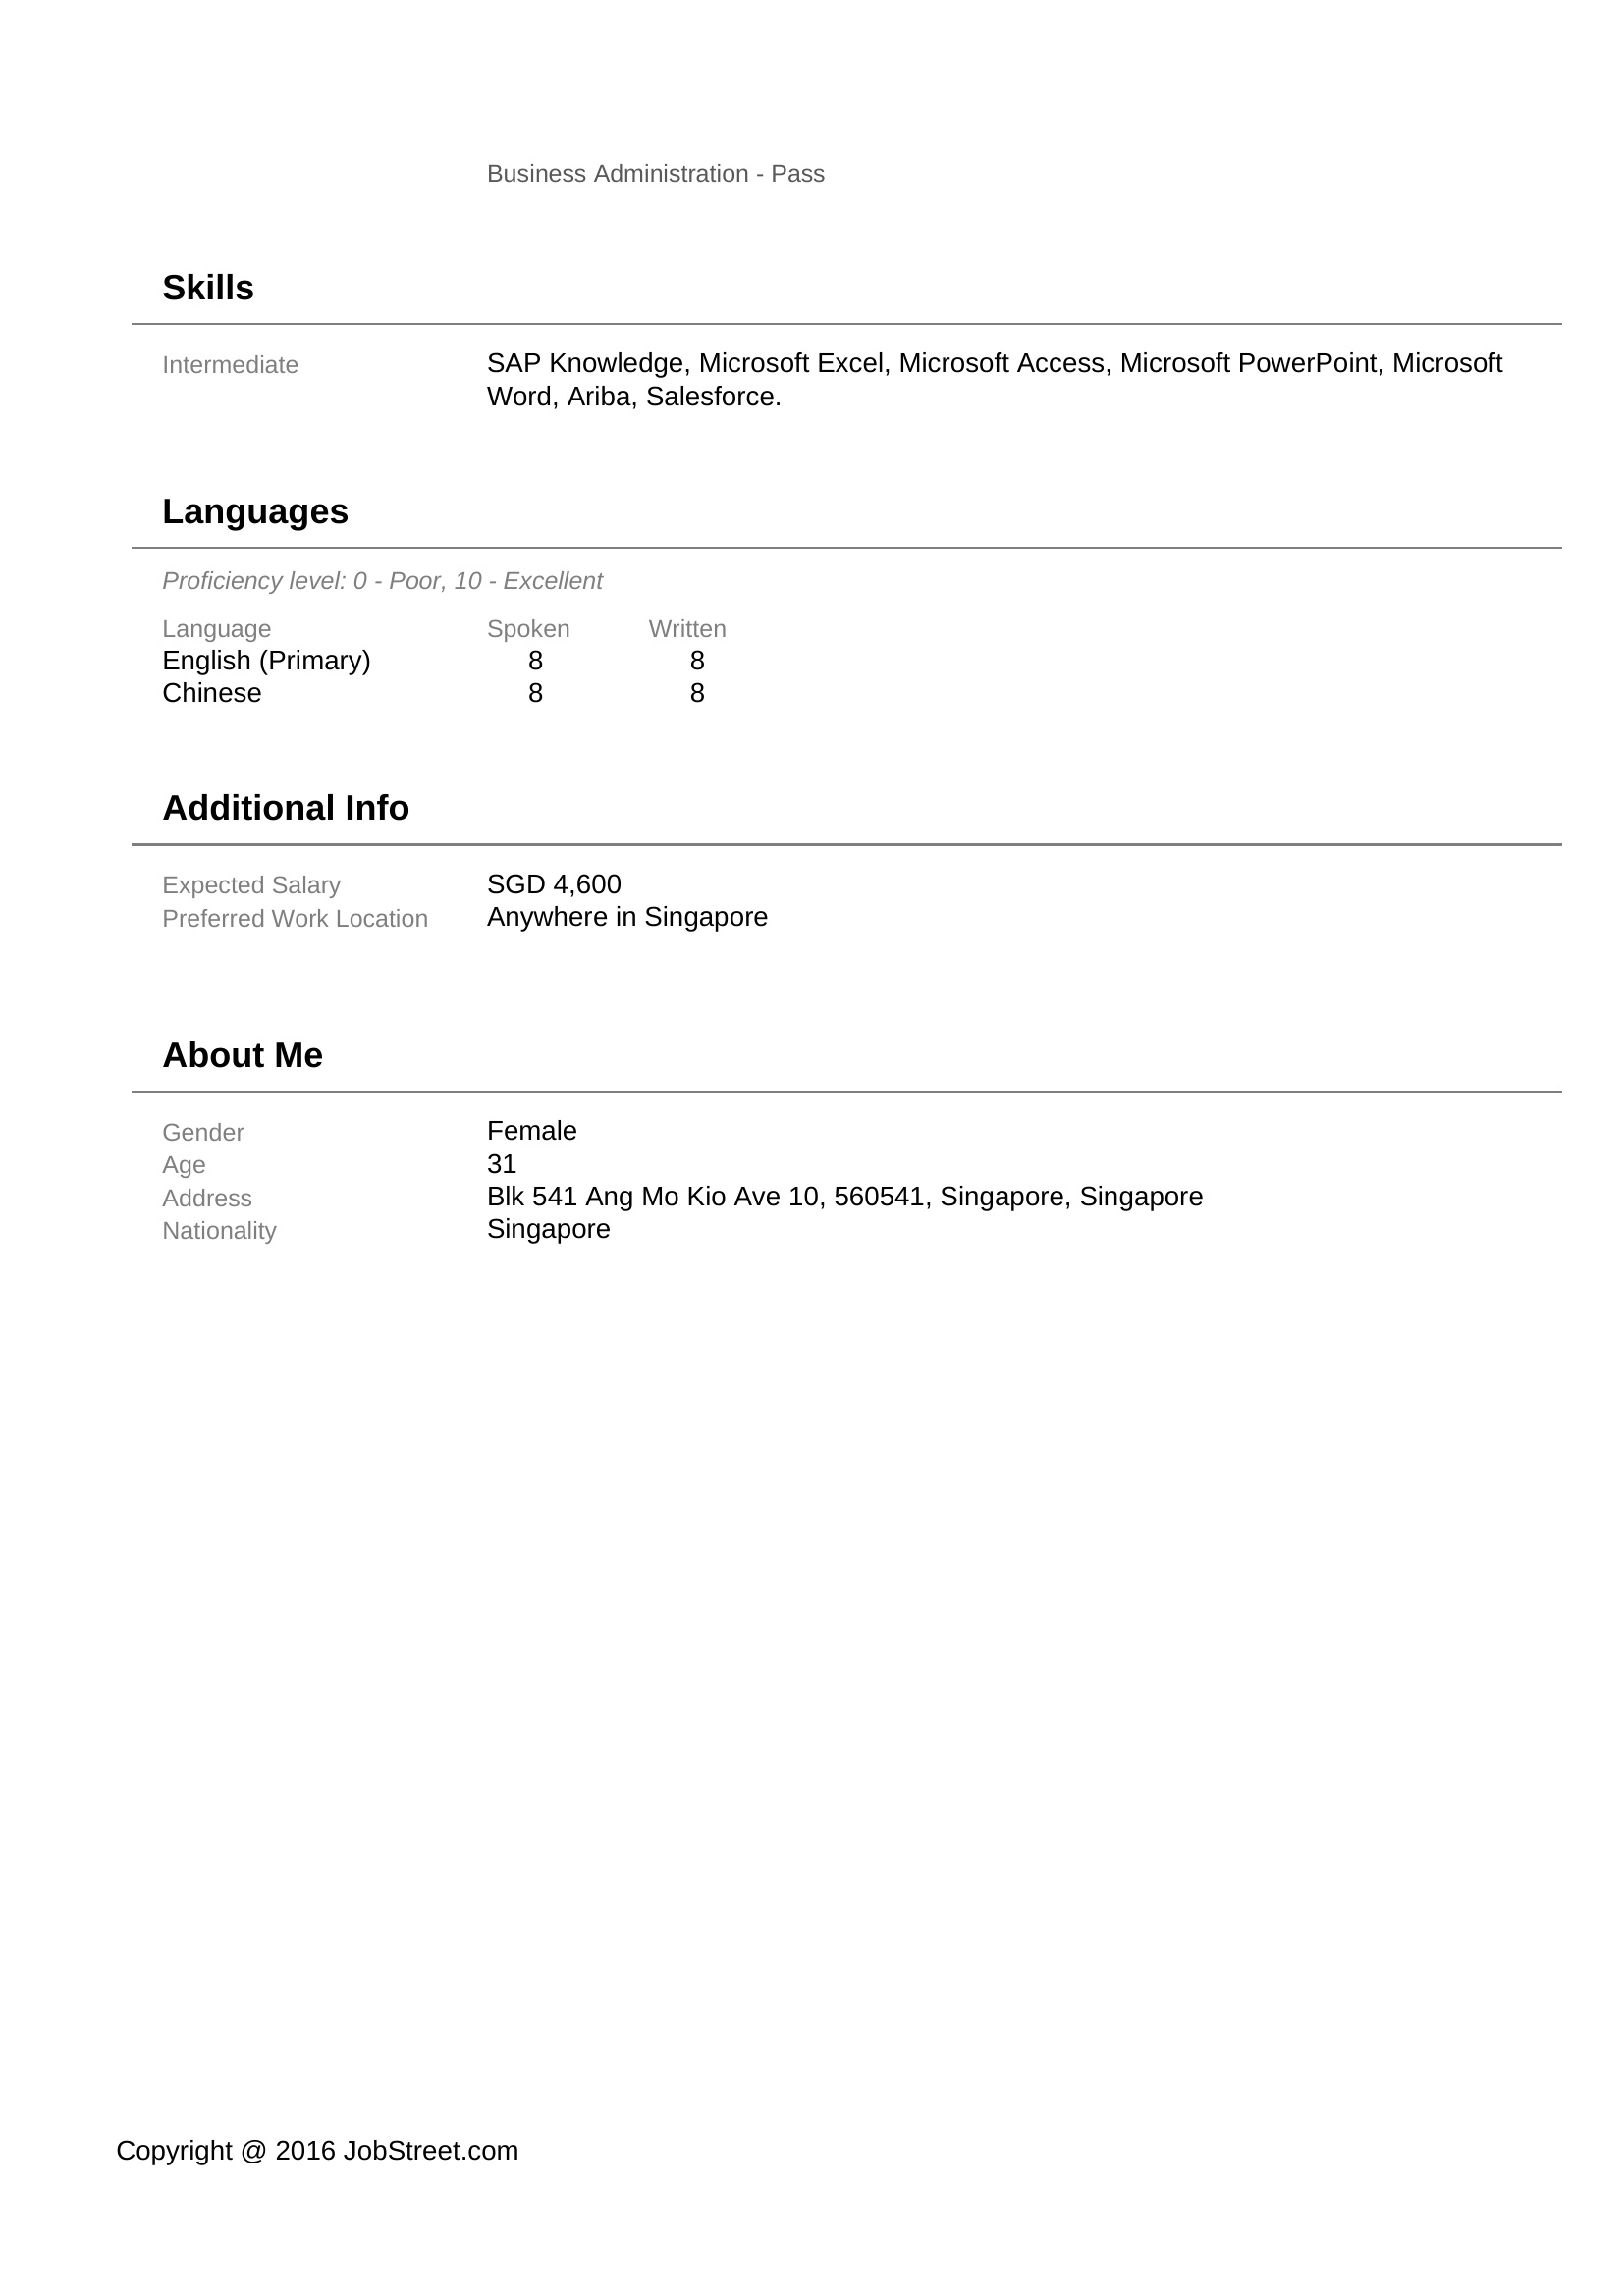 Business Administration - Pass
Skills
Intermediate SAP Knowledge, Microsoft Excel, Microsoft Access, Microsoft PowerPoint, Microsoft
Word, Ariba, Salesforce.
Languages
Proficiency level: 0 - Poor, 10 - Excellent
Language Spoken Written
English (Primary) 8 8
Chinese 8 8
Additional Info
Expected Salary SGD 4,600
Preferred Work Location Anywhere in Singapore
About Me
Gender Female
Age 31
Address Blk 541 Ang Mo Kio Ave 10, 560541, Singapore, Singapore
Nationality Singapore
Copyright @ 2016 JobStreet.com